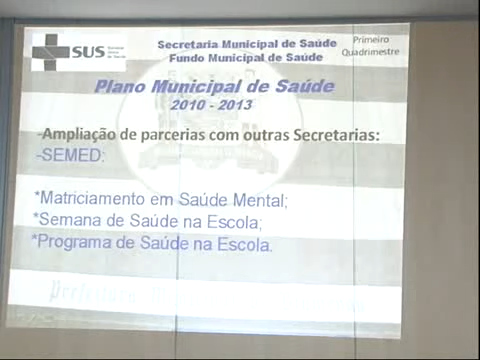 SUS
Secretaria Municipal de Saúde
Fundo Municipal de Saúde
Primeiro
Quadrimestre
Plano Municipal de Saúde
2010 - 2013
-Ampliação de parcerias com outras Secretarias:
-SEMED:
*Matriciamento em Saúde Mental;
*Semana de Saúde na Escola;
*Programa de Saúde na Escola.
Prefeitura